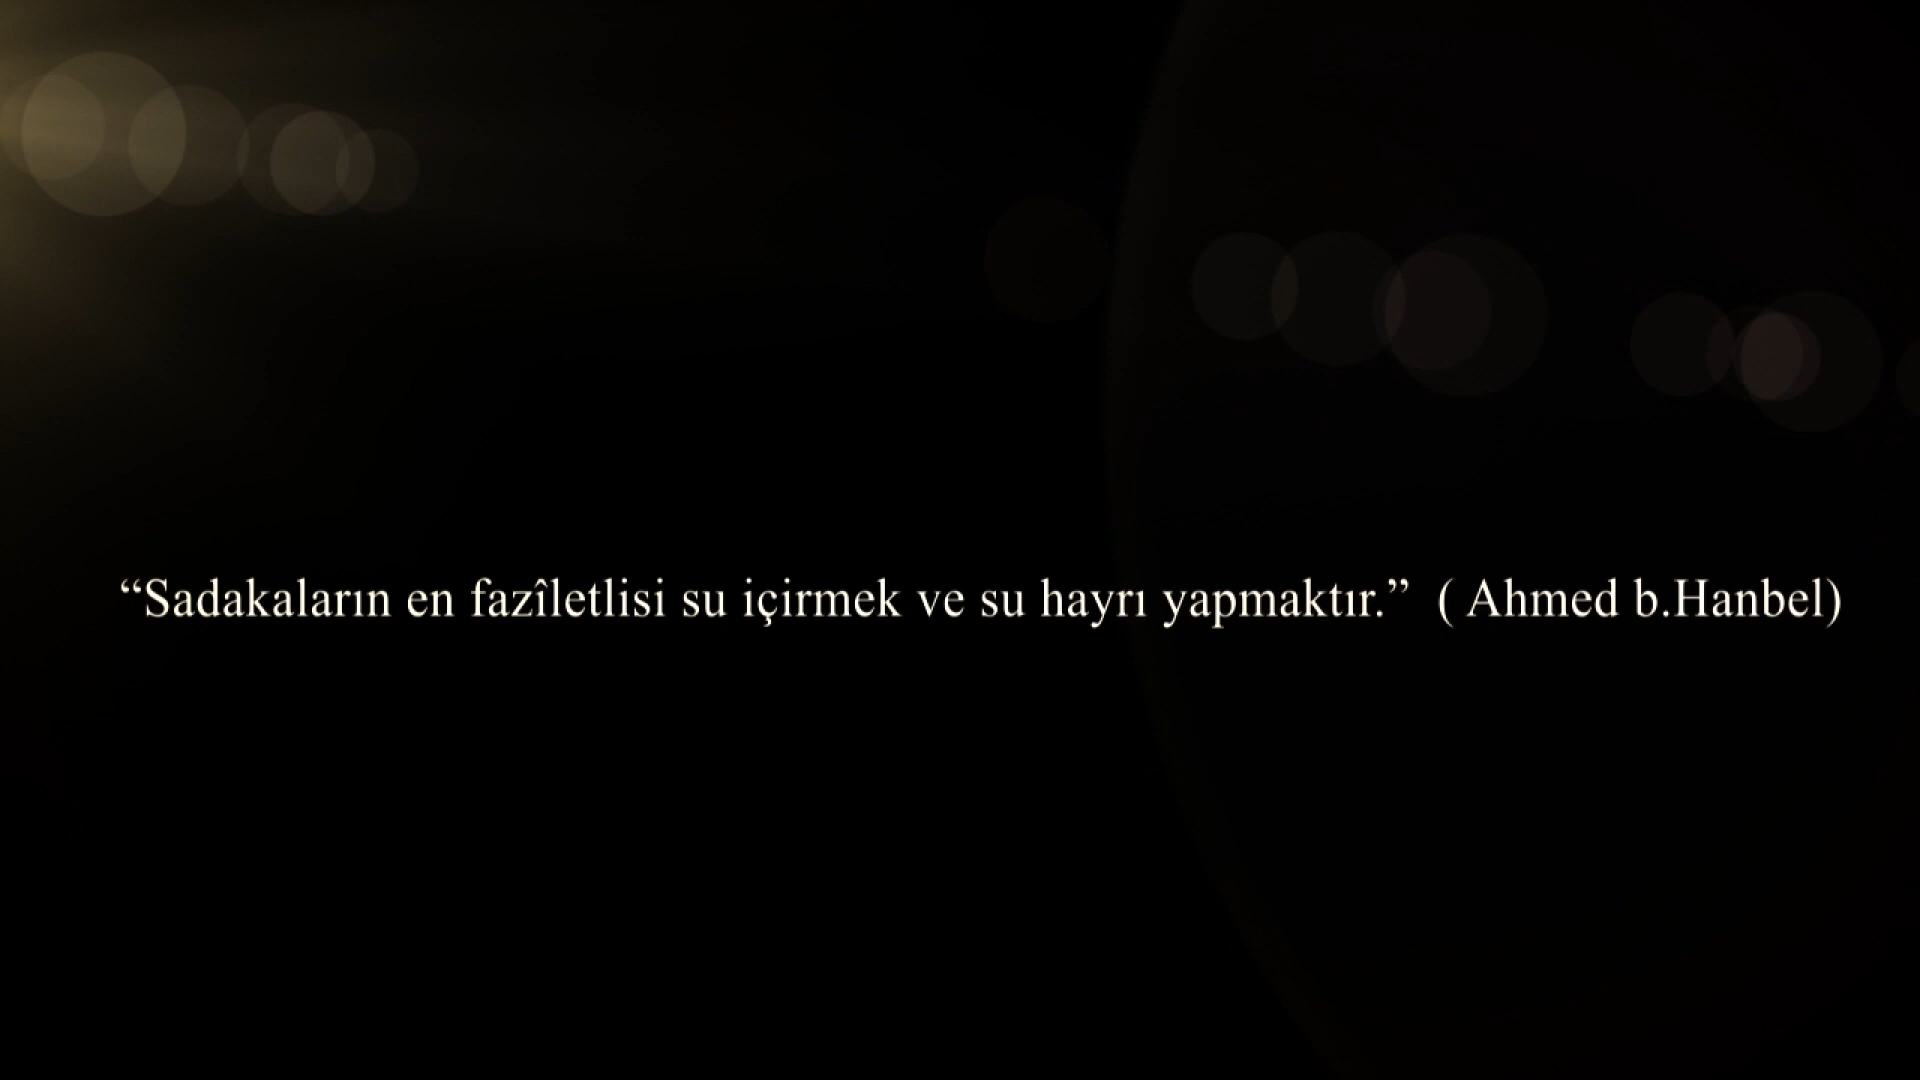 “Sadakaların en fazîletlisi su içirmek ve su hayrı yapmaktır.”  ( Ahmed b.Hanbel)